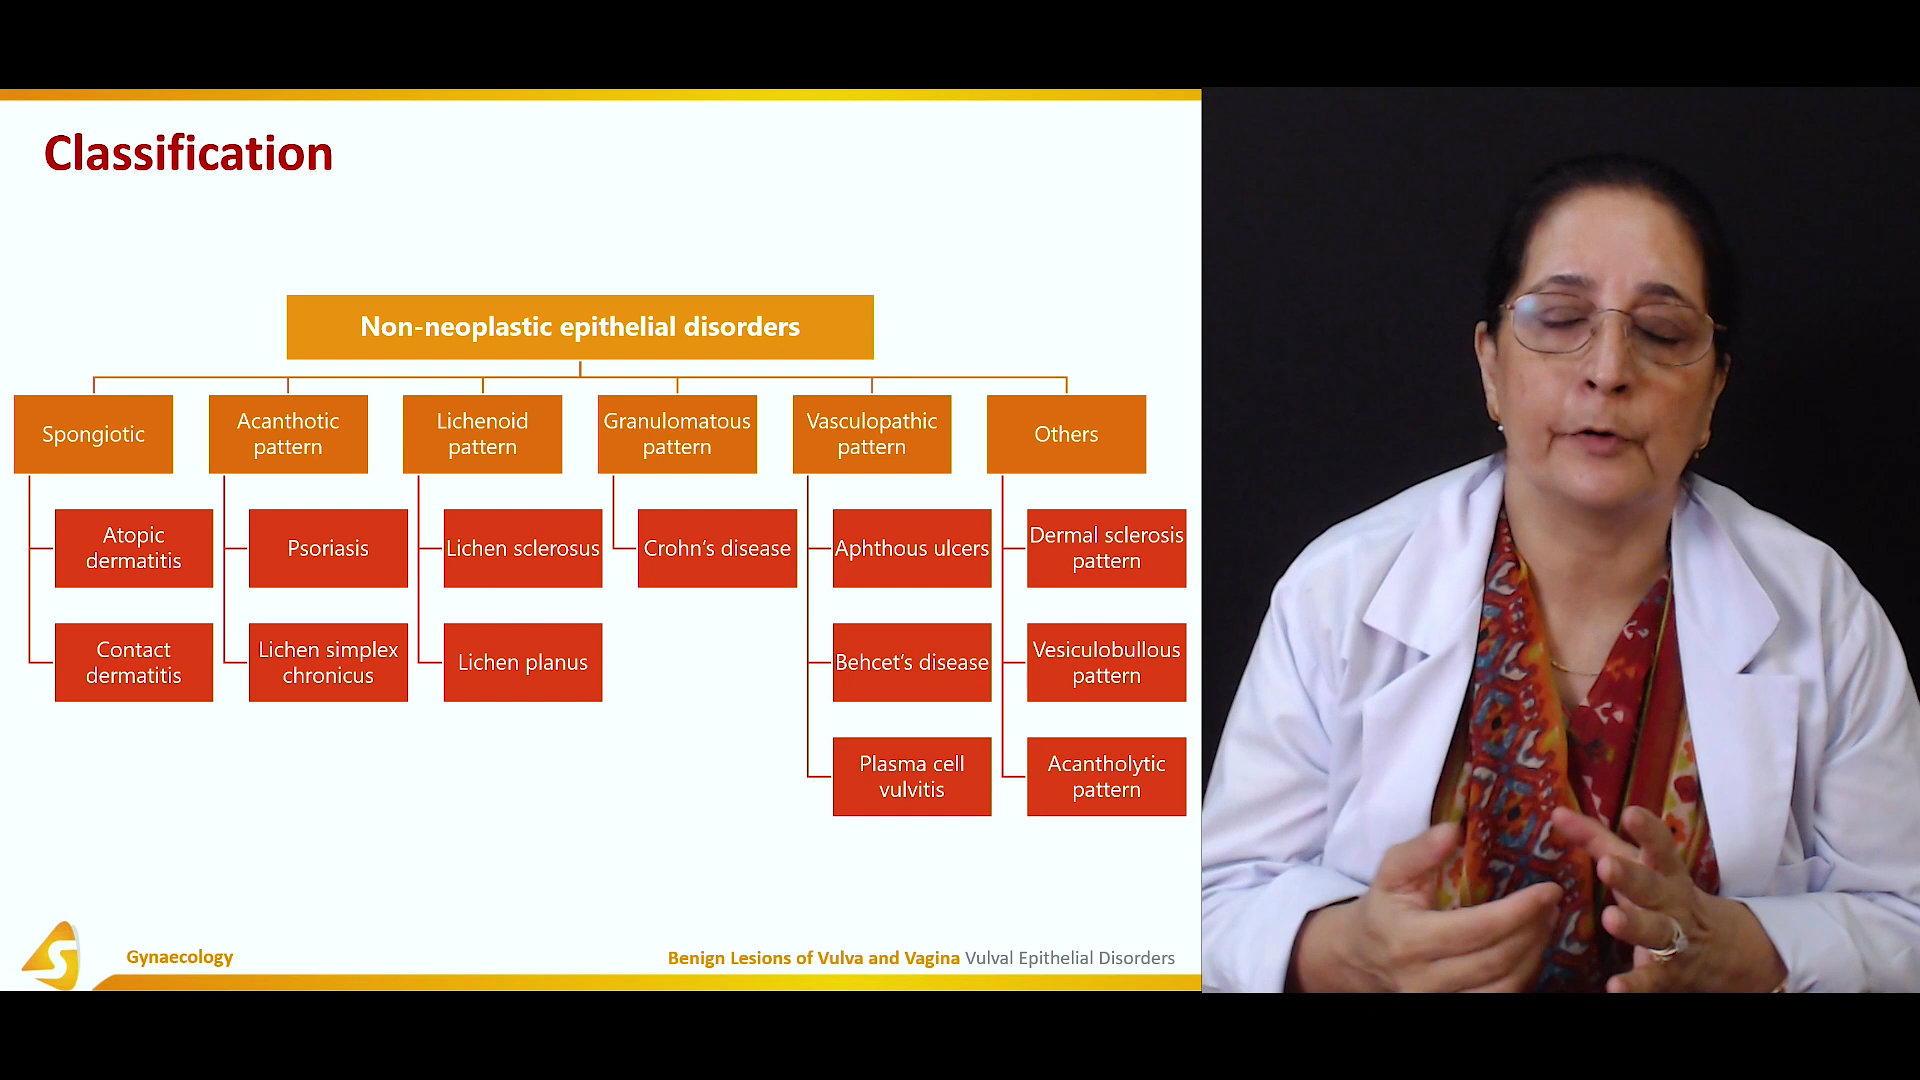 Classification
Non-neoplastic epithelial disorders
Spongiotic
Acanthotic
pattern
Lichenoid
pattern
Granulomatous
pattern
Vasculopathic
pattern
Others
Atopic
dermatitis
Psoriasis
Lichen sclerosus
Crohn‘s disease
Aphthous ulcers
Dermal sclerosis
pattern
Contact
dermatitis
Lichen simplex
chronicus
Lichen planus
Behcet‘s disease
Vesiculobullous
pattern
Plasma cell
vulvitis
Acantholytic
pattern
S
Gynaecology
Benign Lesions of Vulva and Vagina Vulval Epithelial Disorders